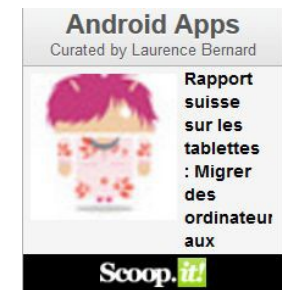 Android Apps
Curated by Laurence Bernard
Rapport
suisse
sur les
tablettes
: Migrer
des
ordinateur
aux
Scoop.it!